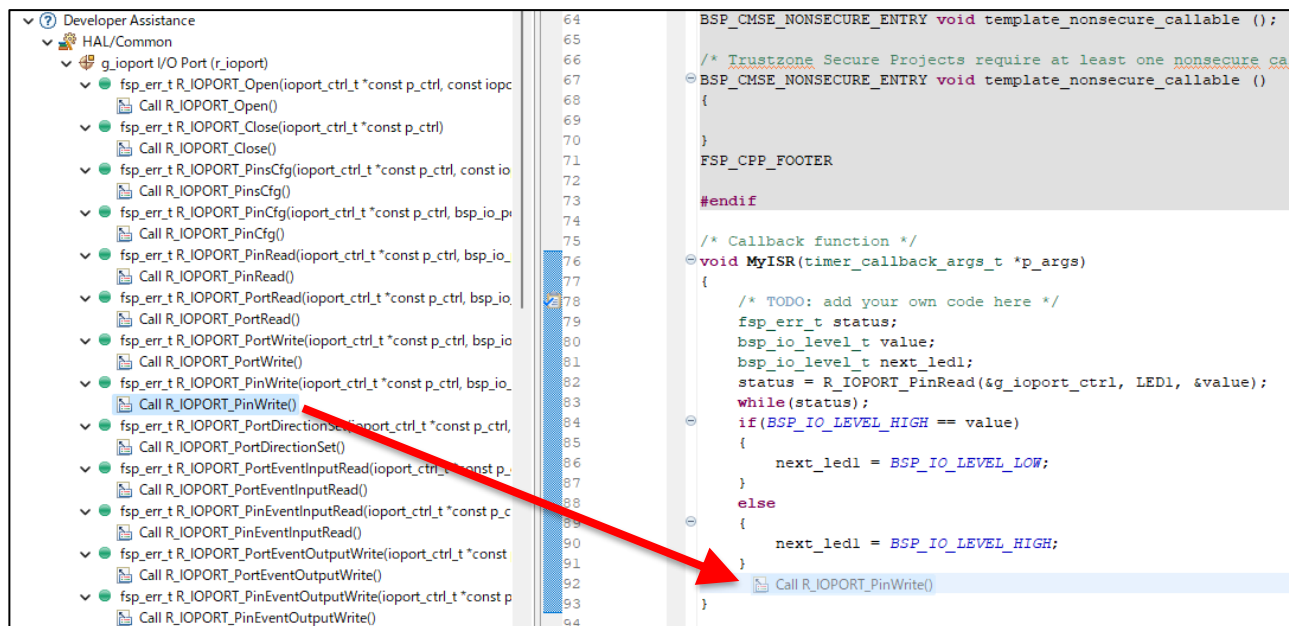 Developer Assistance
HAL/Common
g_ioport I/O Port (r_ioport)
fsp_err_t R_IOPORT_Open(ioport_ctrl_t *const p_ctrl, const iopc
Call R_IOPORT_Open()
fsp_err_t R_IOPORT_Close(ioport_ctrl_t *const p_ctrl)
Call R_IOPORT_Close()
fsp_err_t R_IOPORT_PinsCfg(ioport_ctrl_t *const p_ctrl, const io
Call R_IOPORT_PinsCfg()
fsp_err_t R_IOPORT_PinCfg(ioport_ctrl_t *const p_ctrl, bsp_io_p
Call R_IOPORT_PinCfg()
fsp_err_t R_IOPORT_PinRead(ioport_ctrl_t *const p_ctrl, bsp_io_
Call R_IOPORT_PinRead()
fsp_err_t R_IOPORT_PortRead(ioport_ctrl_t *const p_ctrl, bsp_io_
Call R_IOPORT_PortRead()
fsp_err_t R_IOPORT_PortWrite(ioport_ctrl_t *const p_ctrl, bsp_io
Call R_IOPORT_PortWrite()
fsp_err_t R_IOPORT_PinWrite(ioport_ctrl_t *const p_ctrl, bsp_io_
Call R_IOPORT_PinWrite()
fsp_err_t R_IOPORT_PortDirectionSet(ioport_ctrl_t *const p_ctrl,
Call R_IOPORT_PortDirectionSet()
fsp_err_t R_IOPORT_PortEventInputRead(ioport_ctrl_t *const p_
Call R_IOPORT_PortEventInputRead()
fsp_err_t R_IOPORT_PinEventInputRead(ioport_ctrl_t *const p_c
Call R_IOPORT_PinEventInputRead()
fsp_err_t R_IOPORT_PortEventOutputWrite(ioport_ctrl_t *const
Call R_IOPORT_PortEventOutputWrite()
fsp_err_t R_IOPORT_PinEventOutputWrite(ioport_ctrl_t *const p
Call R_IOPORT_PinEventOutputWrite()
64 BSP_CMSE_NONSECURE_ENTRY void template_nonsecure_callable ();
65
66 /* Trustzone Secure Projects require at least one nonsecure ca
67 BSP_CMSE_NONSECURE_ENTRY void template_nonsecure_callable ()
68 {
69
70 }
71 FSP_CPP_FOOTER
72
73 #endif
74
75 /* Callback function */
76 void MyISR(timer_callback_args_t *p_args)
77 {
78 /* TODO: add your own code here */
79 fsp_err_t status;
80 bsp_io_level_t value;
81 bsp_io_level_t next_led1;
82 status = R_IOPORT_PinRead(&g_ioport_ctrl, LED1, &value);
83 while(status);
84 if(BSP_IO_LEVEL_HIGH == value)
85 {
86 next_led1 = BSP_IO_LEVEL_LOW;
87 }
88 else
89 {
90 next_led1 = BSP_IO_LEVEL_HIGH;
91 }
92 Call R_IOPORT_PinWrite()
93 }
94